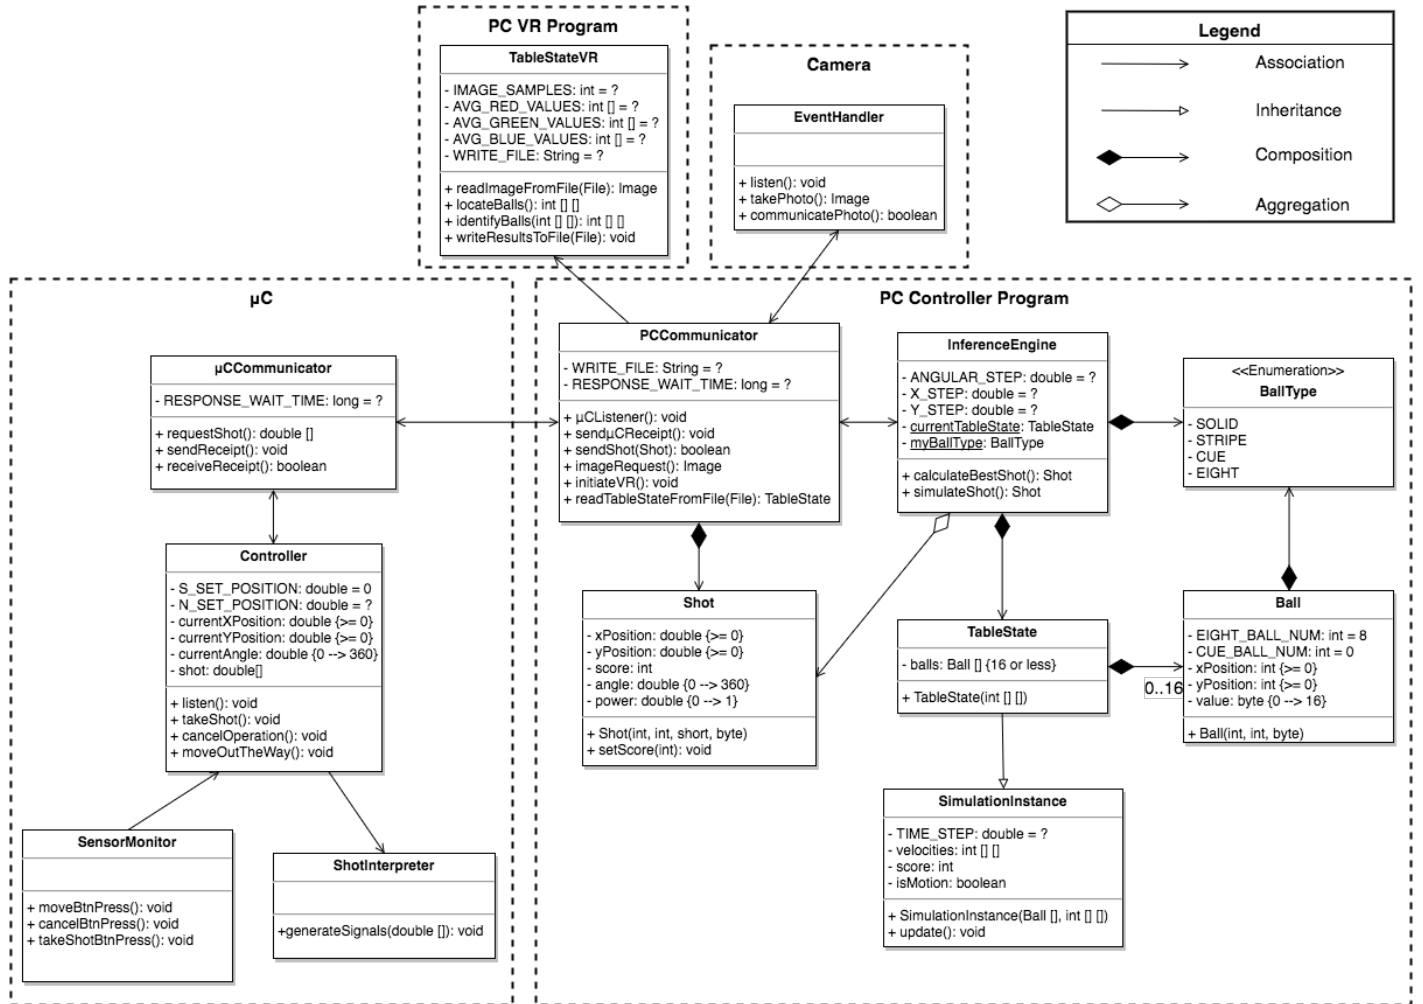 PC VR Program
TableStateVR
- IMAGE_SAMPLES: int = ?
- AVG_RED_VALUES: int [] = ?
- AVG_GREEN_VALUES: int [] = ?
- AVG_BLUE_VALUES: int [] = ?
- WRITE_FILE: String = ?
+ readImageFromFile(File): Image
+ locateBalls(): int [] []
+ identifyBalls(int [] []): int [] []
+ writeResultsToFile(File): void
Camera
EventHandler
+ listen(): void
+ takePhoto(): Image
+ communicatePhoto(): boolean
Legend
Association
Inheritance
Composition
Aggregation
µC
µCCommunicator
- RESPONSE_WAIT_TIME: long = ?
+ requestShot(): double []
+ sendReceipt(): void
+ receiveReceipt(): boolean
Controller
- S_SET_POSITION: double = 0
- N_SET_POSITION: double = ?
- currentXPosition: double {>= 0}
- currentYPosition: double {>= 0}
- currentAngle: double {0 --> 360}
- shot: double[]
+ listen(): void
+ takeShot(): void
+ cancelOperation(): void
+ moveOutTheWay(): void
SensorMonitor
+ moveBtnPress(): void
+ cancelBtnPress(): void
+ takeShotBtnPress(): void
ShotInterpreter
+generateSignals(double []): void
PC Controller Program
PCCommunicator
- WRITE_FILE: String = ?
- RESPONSE_WAIT_TIME: long = ?
+ µCListener(): void
+ sendµCReceipt(): void
+ sendShot(Shot): boolean
+ imageRequest(): Image
+ initiateVR(): void
+ readTableStateFromFile(File): TableState
InferenceEngine
- ANGULAR_STEP: double = ?
- X_STEP: double = ?
- Y_STEP: double = ?
- currentTableState: TableState
- myBallType: BallType
+ calculateBestShot(): Shot
+ simulateShot(): Shot
<<Enumeration>>
BallType
- SOLID
- STRIPE
- CUE
- EIGHT
Shot
- xPosition: double {>= 0}
- yPosition: double {>= 0}
- score: int
- angle: double {0 --> 360}
- power: double {0 --> 1}
+ Shot(int, int, short, byte)
+ setScore(int): void
TableState
- balls: Ball [] {16 or less}
+ TableState(int [] [])
0..16
Ball
- EIGHT_BALL_NUM: int = 8
- CUE_BALL_NUM: int = 0
- xPosition: int {>= 0}
- yPosition: int {>= 0}
- value: byte {0 --> 16}
+ Ball(int, int, byte)
SimulationInstance
- TIME_STEP: double = ?
- velocities: int [] []
- score: int
- isMotion: boolean
+ SimulationInstance(Ball [], int [] [])
+ update(): void